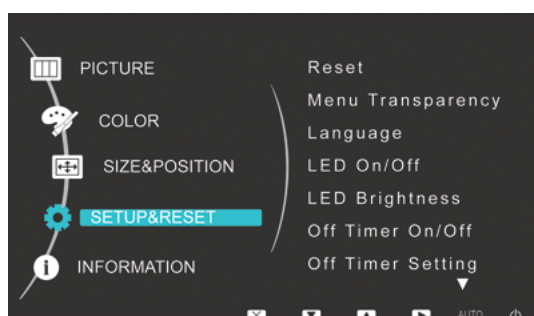 PICTURE
COLOR
SIZE&POSITION
SETUP&RESET
INFORMATION
Reset
Menu Transparency
Language
LED On/Off
LED Brightness
Off Timer On/Off
Off Timer Setting
AUTO